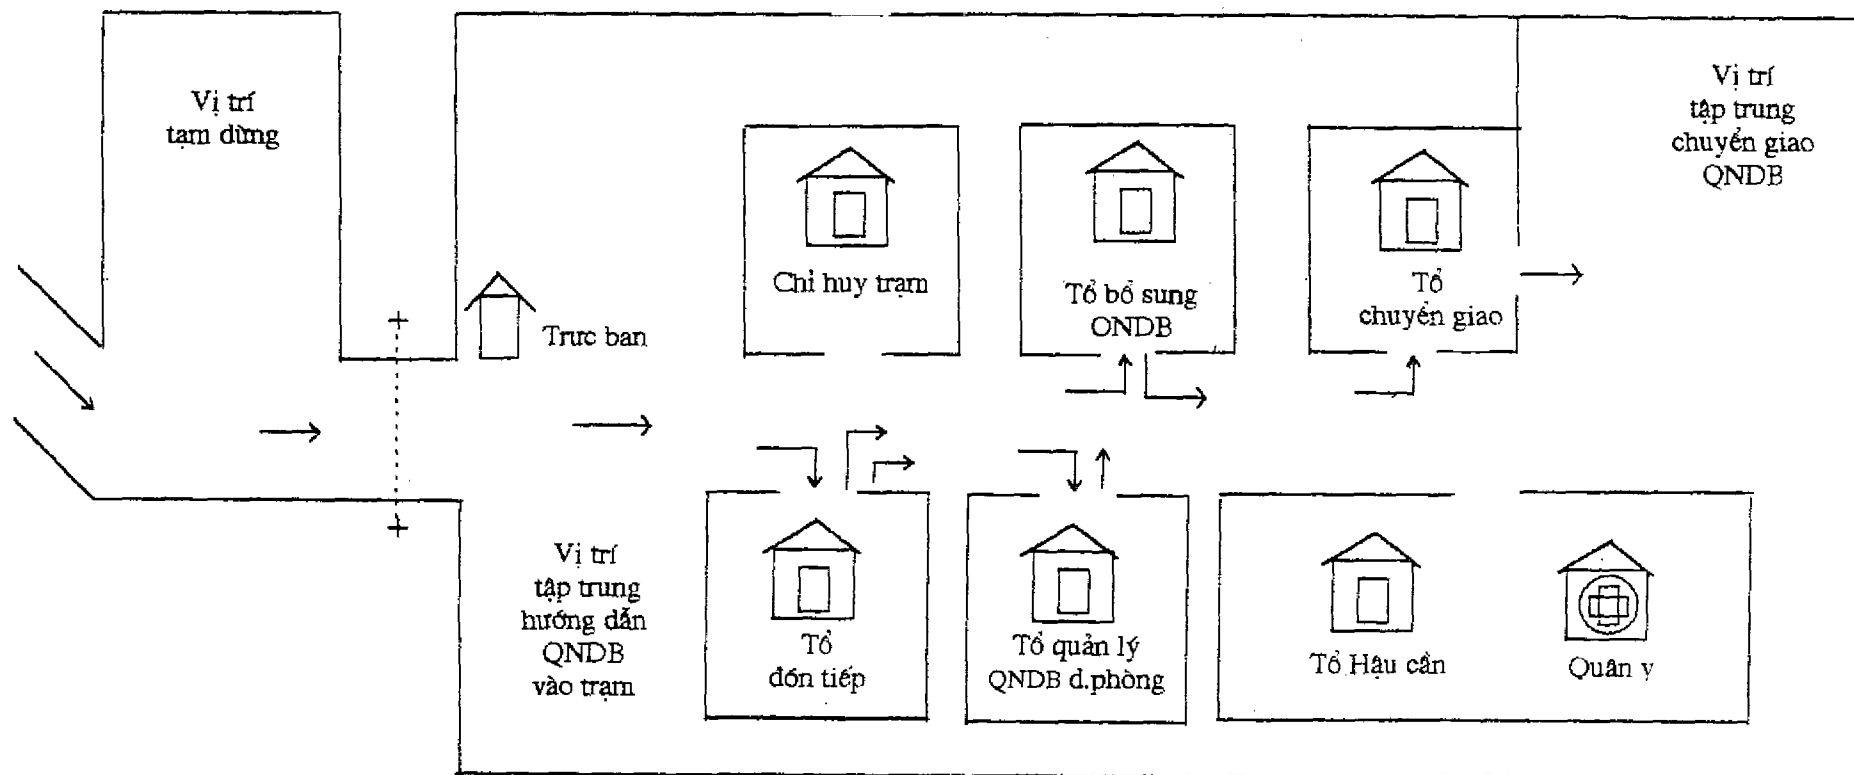 Vị trí
tạm dừng
Vị trí
tập trung
chuyển giao
QNDB
Chỉ huy trạm
Tổ bổ sung
ONDB
Tổ
chuyển giao
Trưc ban
Vị trí
tập trung
hướng dẫn
QNDB
vào trạm
Tổ
đón tiếp
Tổ quản lý
QNDB d.phòng
Tổ Hậu cần
Quân y